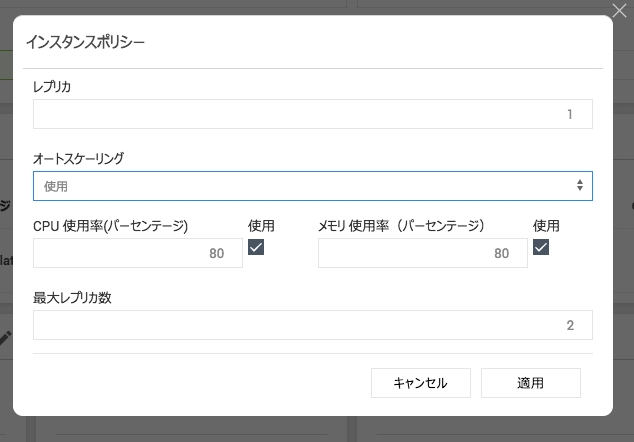 インスタンスポリシー
レプリカ
1
オートスケーリング
使用
CPU 使用率(パーセンテージ) 使用 メモリ 使用率（パーセンテージ） 使用
80 80
最大レプリカ数
2
キャンセル 適用